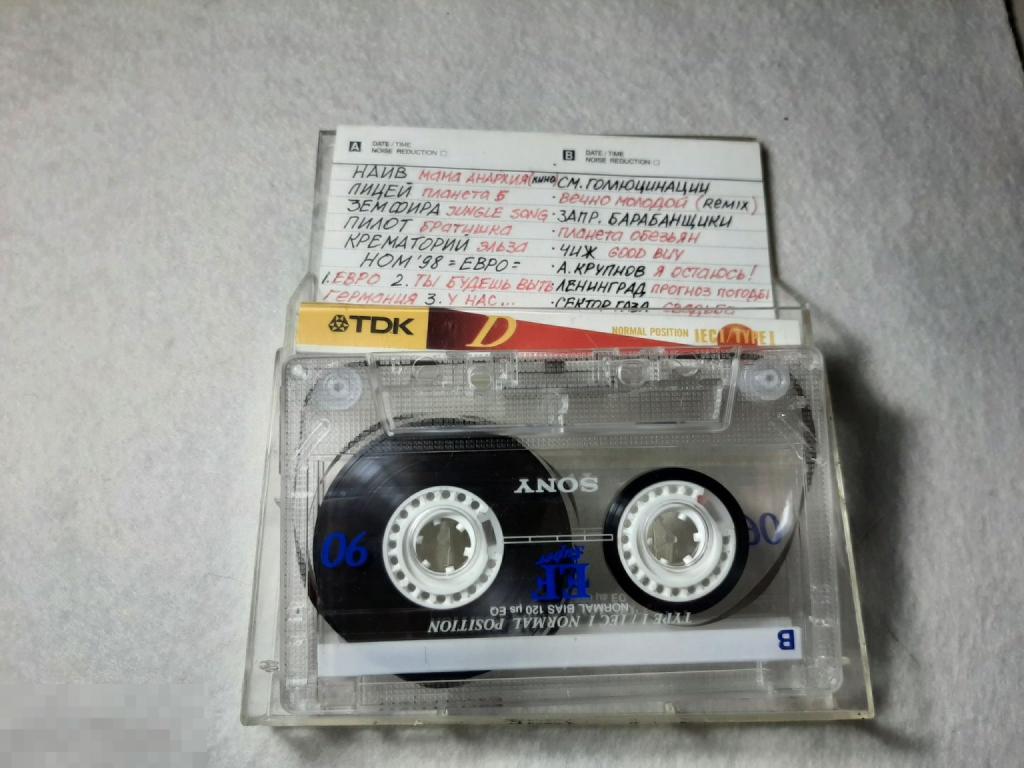 A DATE / TIME
NOISE REDUCTION
B DATE / TIME
NOISE REDUCTION
НАИВ МАМА АНАРХИЯ (КИНО)
ЛИЦЕЙ ПЛАНЕТА Б
ЗЕМФИРА JUNGLE SONG
ПИЛОТ БРАТИШКА
КРЕМАТОРИЙ ЭЛЬЗА
НОМ '98 = ЕВРО =
1. ЕВРО 2. ТЫ БУДЕШЬ ВЫТЬ
ГЕРМАНИЯ 3. У НАС...
СМ. ГОЛЮЦИНАЦИИ
· ВЕЧНО МОЛОДОЙ (REMIX)
· ЗАПР. БАРАБАНЩИКИ
· ПЛАНЕТА ОБЕЗЬЯН
· ЧИЖ GOOD BUY
· А. КРУПНОВ Я ОСТАЮСЬ!
· ЛЕНИНГРАД ПРОГНОЗ ПОГОДЫ
· СЕКТОР ГАЗА СВАДЬБА
TDK D NORMAL POSITION IEC I / TYPE I
SONY
90 90
EF
Super
NORMAL BIAS 120 µs EQ
TYPE I / IEC I NORMAL POSITION
B